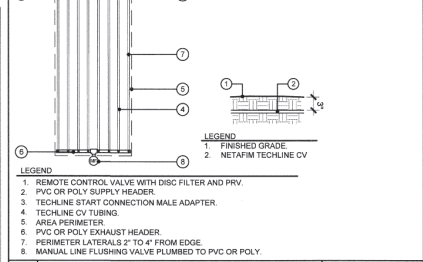 7
5
4
6
8
1
2
3"
LEGEND
1. FINISHED GRADE.
2. NETAFIM TECHLINE CV
LEGEND
1. REMOTE CONTROL VALVE WITH DISC FILTER AND PRV.
2. PVC OR POLY SUPPLY HEADER.
3. TECHLINE START CONNECTION MALE ADAPTER.
4. TECHLINE CV TUBING.
5. AREA PERIMETER.
6. PVC OR POLY EXHAUST HEADER.
7. PERIMETER LATERALS 2" TO 4" FROM EDGE.
8. MANUAL LINE FLUSHING VALVE PLUMBED TO PVC OR POLY.